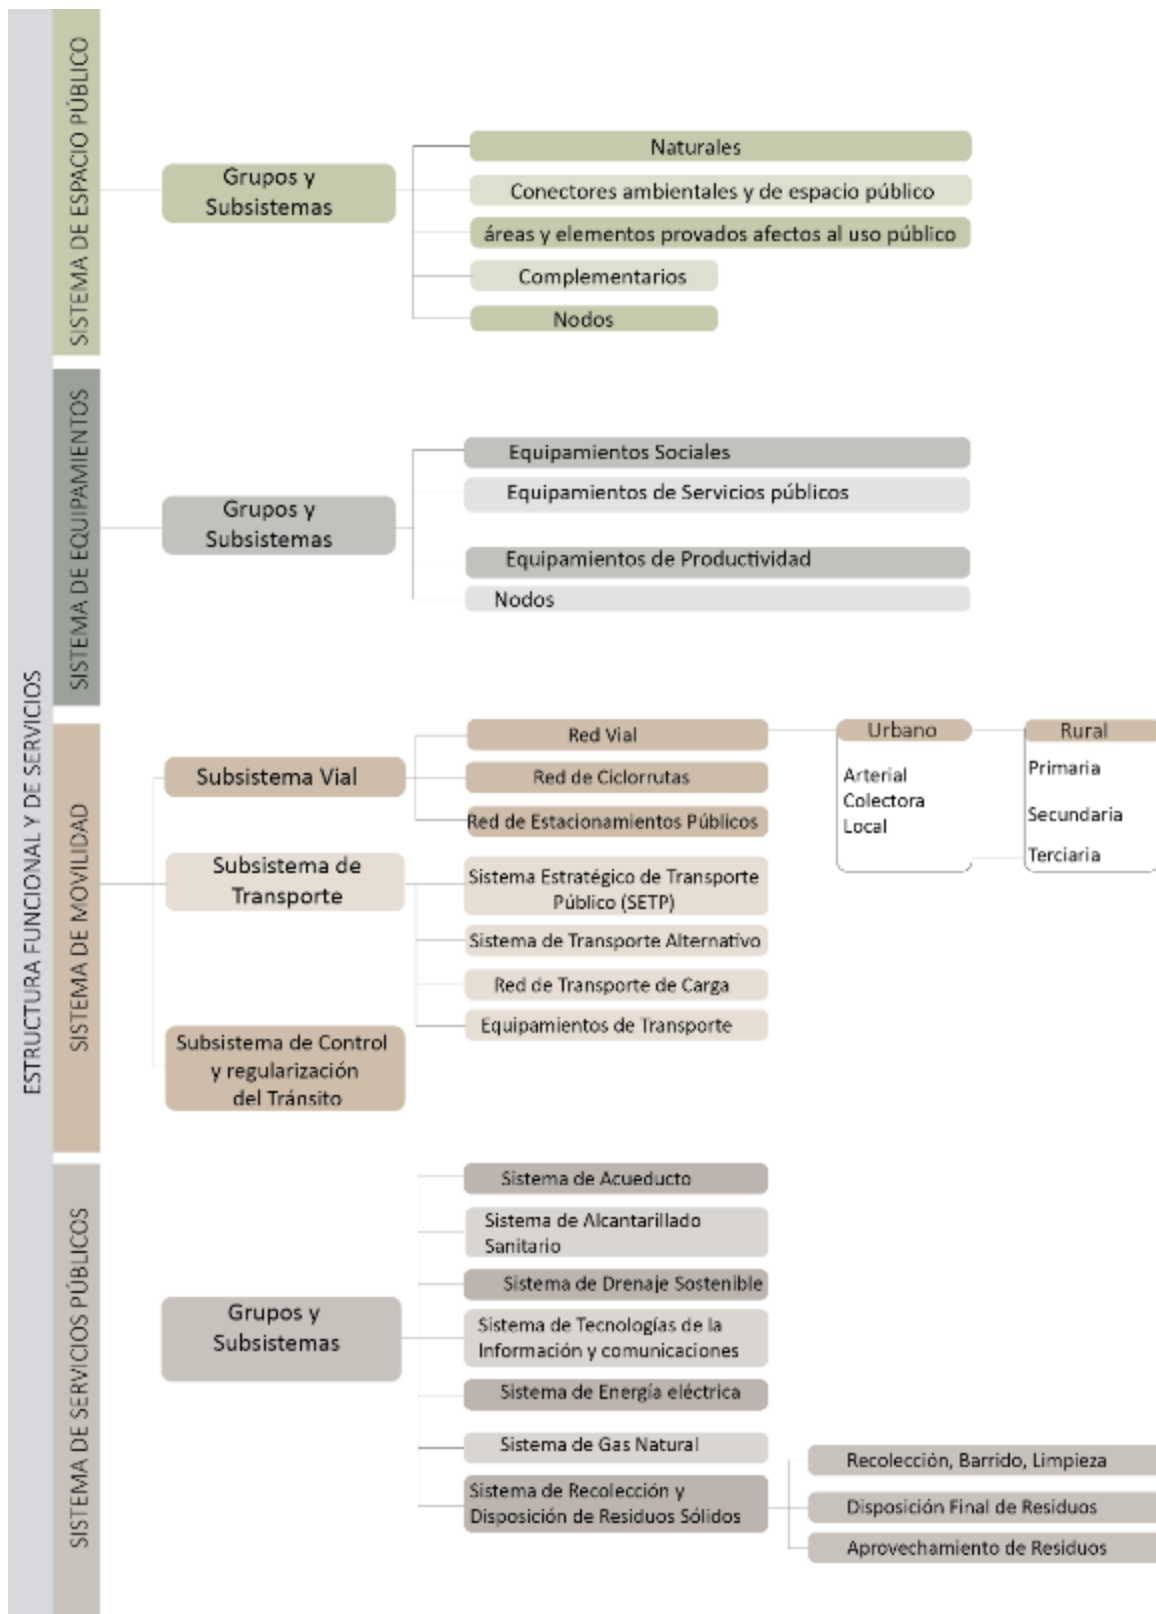 ESTRUCTURA FUNCIONAL Y DE SERVICIOS
SISTEMA DE ESPACIO PÚBLICO
Grupos y
Subsistemas
Naturales
Conectores ambientales y de espacio público
áreas y elementos provados afectos al uso público
Complementarios
Nodos
SISTEMA DE EQUIPAMIENTOS
Grupos y
Subsistemas
Equipamientos Sociales
Equipamientos de Servicios públicos
Equipamientos de Productividad
Nodos
SISTEMA DE MOVILIDAD
Subsistema Vial
Red Vial
Red de Ciclorrutas
Red de Estacionamientos Públicos
Urbano
Arterial
Colectora
Local
Rural
Primaria
Secundaria
Terciaria
Subsistema de
Transporte
Sistema Estratégico de Transporte
Público (SETP)
Sistema de Transporte Alternativo
Red de Transporte de Carga
Equipamientos de Transporte
Subsistema de Control
y regularización
del Tránsito
SISTEMA DE SERVICIOS PÚBLICOS
Grupos y
Subsistemas
Sistema de Acueducto
Sistema de Alcantarillado
Sanitario
Sistema de Drenaje Sostenible
Sistema de Tecnologías de la
Información y comunicaciones
Sistema de Energía eléctrica
Sistema de Gas Natural
Sistema de Recolección y
Disposición de Residuos Sólidos
Recolección, Barrido, Limpieza
Disposición Final de Residuos
Aprovechamiento de Residuos